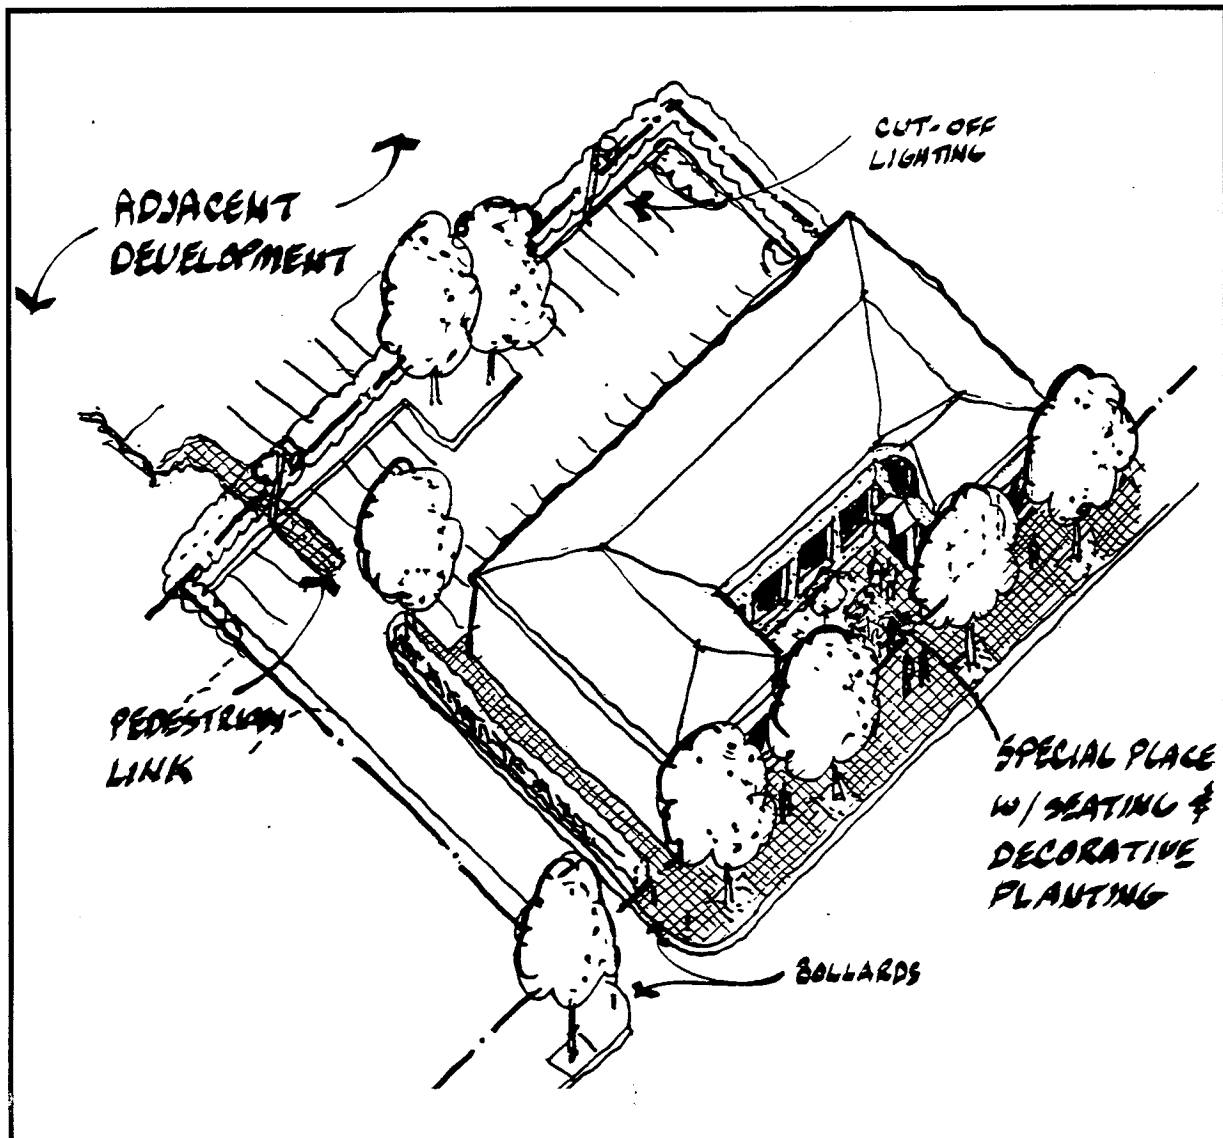 CUT-OFF
LIGHTING
ADJACENT
DEVELOPMENT
PEDESTRIAN
LINK
SPECIAL PLACE
W/ SEATING &
DECORATIVE
PLANTING
BOLLARDS